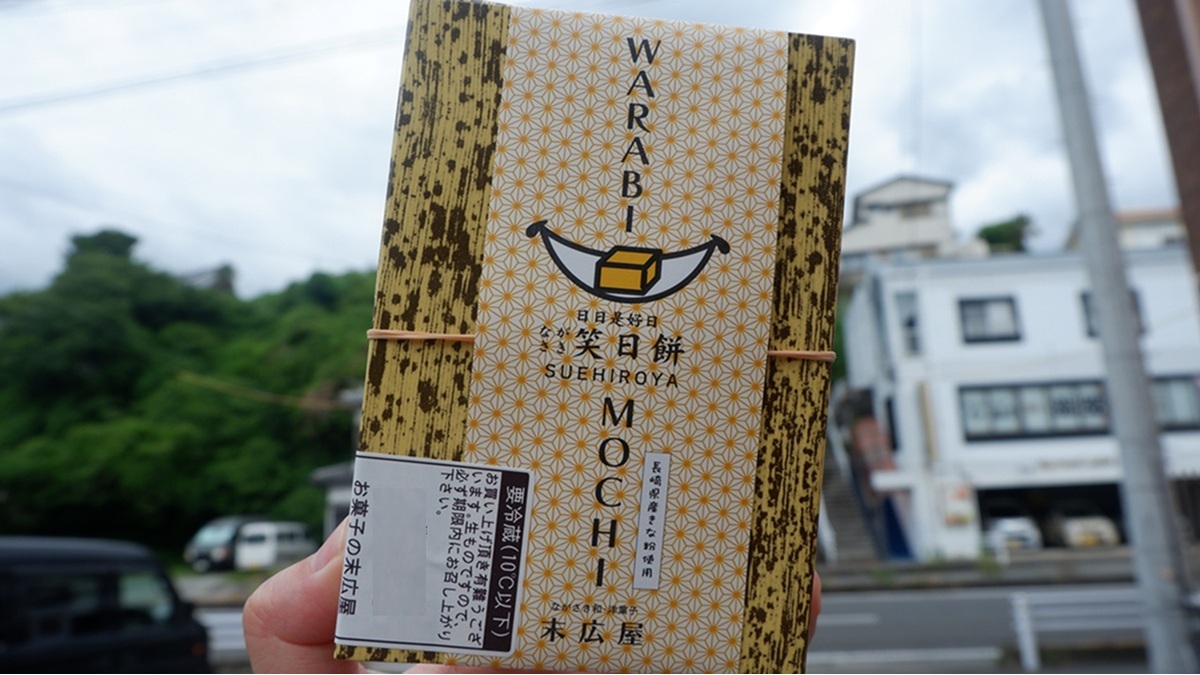 WARABI
日日是好日
ながさき
笑日餅
SUEHIROYA
MOCHI
長崎県産きな粉使用
ながさき和・洋菓子
末広屋
要冷蔵(10℃以下)
お買い上げ頂き有難うござ
います。生ものですので、
必ず期限内にお召し上がり
下さい。
お菓子の末広屋